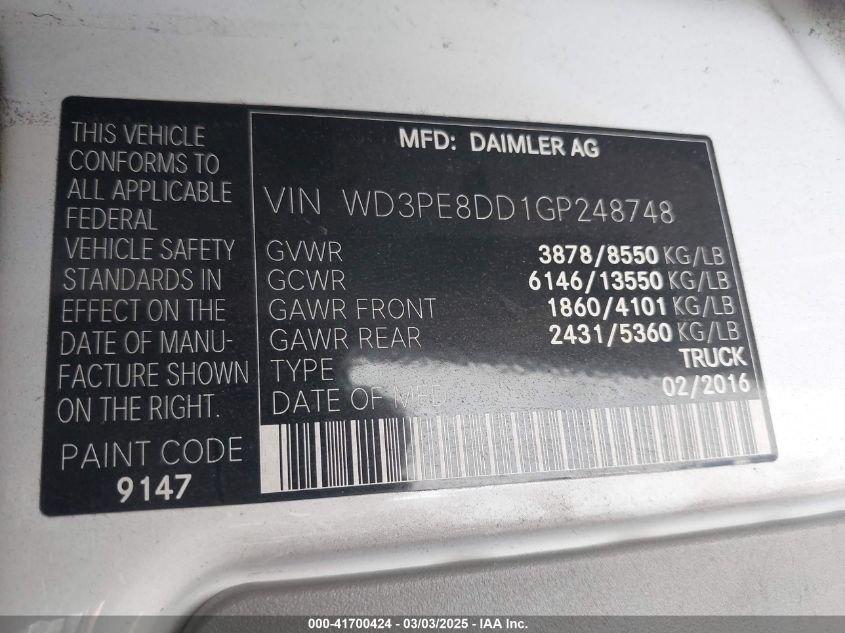 THIS VEHICLE
CONFORMS TO
ALL APPLICABLE
FEDERAL
VEHICLE SAFETY
STANDARDS IN
EFFECT ON THE
DATE OF MANU-
FACTURE SHOWN
ON THE RIGHT.
PAINT CODE
9147
MFD: DAIMLER AG
VIN WD3PE8DD1GP248748
GVWR 3878/8550 KG/LB
GCWR 6146/13550 KG/LB
GAWR FRONT 1860/4101 KG/LB
GAWR REAR 2431/5360 KG/LB
TYPE TRUCK
DATE OF MFD 02/2016
000-41700424 - 03/03/2025 - IAA Inc.